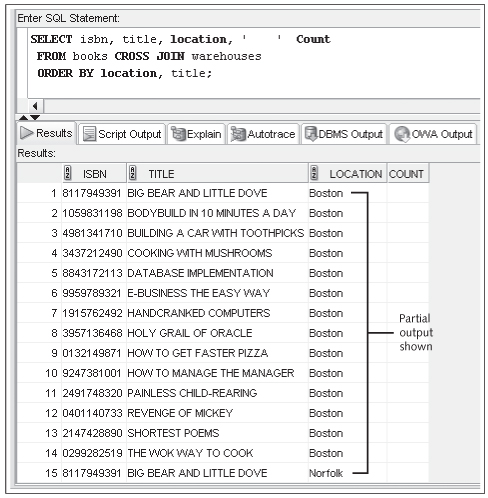 Enter SQL Statement:
SELECT isbn, title, location, '     '  Count
FROM books CROSS JOIN warehouses
ORDER BY location, title;
Results Script Output Explain Autotrace DBMS Output OWA Output
Results:
ISBN TITLE LOCATION COUNT
1 8117949391 BIG BEAR AND LITTLE DOVE Boston
2 1059831198 BODYBUILD IN 10 MINUTES A DAY Boston
3 4981341710 BUILDING A CAR WITH TOOTHPICKS Boston
4 3437212490 COOKING WITH MUSHROOMS Boston
5 8843172113 DATABASE IMPLEMENTATION Boston
6 9959789321 E-BUSINESS THE EASY WAY Boston
7 1915762492 HANDCRANKED COMPUTERS Boston
8 3957136468 HOLY GRAIL OF ORACLE Boston
9 0132149871 HOW TO GET FASTER PIZZA Boston
10 9247381001 HOW TO MANAGE THE MANAGER Boston
11 2491748320 PAINLESS CHILD-REARING Boston
12 0401140733 REVENGE OF MICKEY Boston
13 2147428890 SHORTEST POEMS Boston
14 0299282519 THE WOK WAY TO COOK Boston
15 8117949391 BIG BEAR AND LITTLE DOVE Norfolk
Partial
output
shown